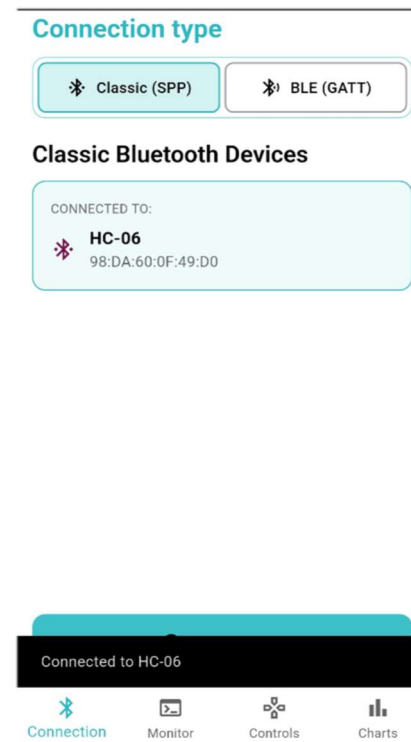 Connection type
Classic (SPP)
BLE (GATT)
Classic Bluetooth Devices
CONNECTED TO:
HC-06
98:DA:60:0F:49:D0
Connected to HC-06
Connection
Monitor
Controls
Charts